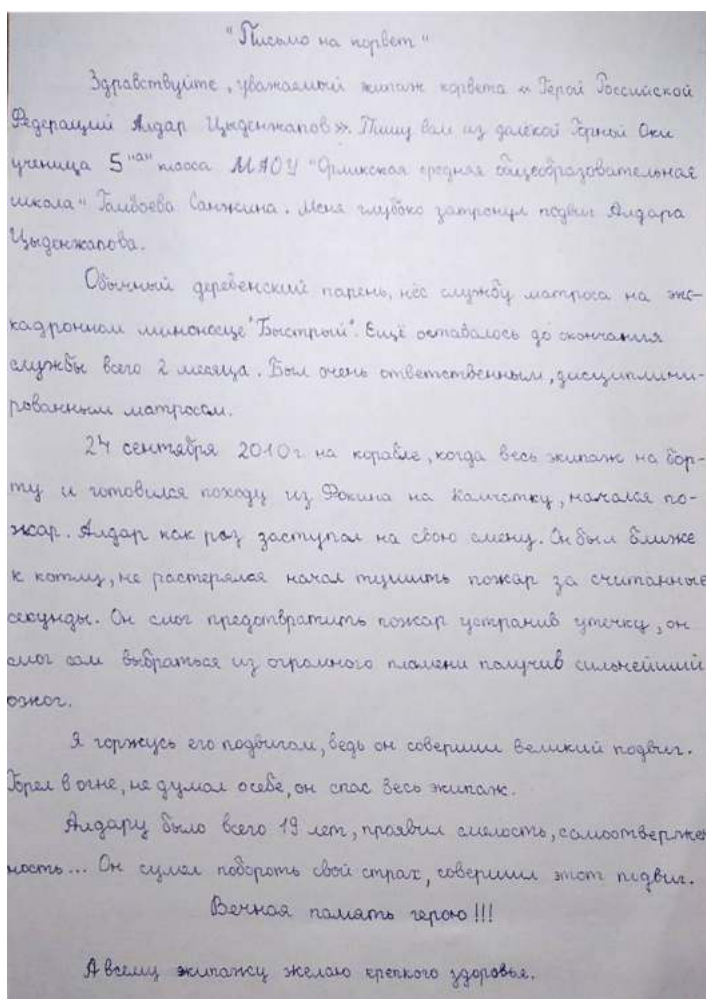 "Письмо на корвет"
Здравствуйте, уважаемый экипаж корвета «Герой Российской
Федерации Алдар Цыденжапов». Пишу вам из далёкой Горной Оки
ученица 5 "а" класса МАОУ "Орликская средняя общеобразовательная
школа" Санжина. Меня глубоко затронул подвиг Алдара
Цыденжапова.
Обычный деревенский парень, нёс службу матроса на эс-
кадронном миноносце "Быстрый". Ещё оставалось до окончания
службы всего 2 месяца. Был очень ответственным, дисциплини-
рованным матросом.
24 сентября 2010г. на корабле, когда весь экипаж на бор-
ту и готовился походу из Фокина на Камчатку, начался по-
жар. Алдар как раз заступал на свою смену. Он был ближе
к котлу, не растерялся начал тушить пожар за считанные
секунды. Он смог предотвратить пожар устранив утечку, он
смог сам выбраться из огромного пламени получив сильнейший
ожог.
Я горжусь его подвигом, ведь он совершил великий подвиг.
Горел в огне, не думал о себе, он спас весь экипаж.
Алдару было всего 19 лет, проявил смелость, самоотвержен
ность... Он сумел побороть свой страх, совершил этот подвиг.
Вечная память герою!!!
А всему экипажу желаю крепкого здоровья.